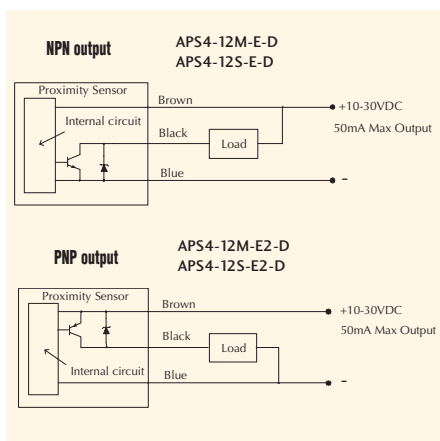 NPN output
APS4-12M-E-D
APS4-12S-E-D
Proximity Sensor
Brown
+10-30VDC
Internal circuit
Black
50mA Max Output
Load
Blue
-
PNP output
APS4-12M-E2-D
APS4-12S-E2-D
Proximity Sensor
Brown
+10-30VDC
50mA Max Output
Black
Load
Internal circuit
Blue
-